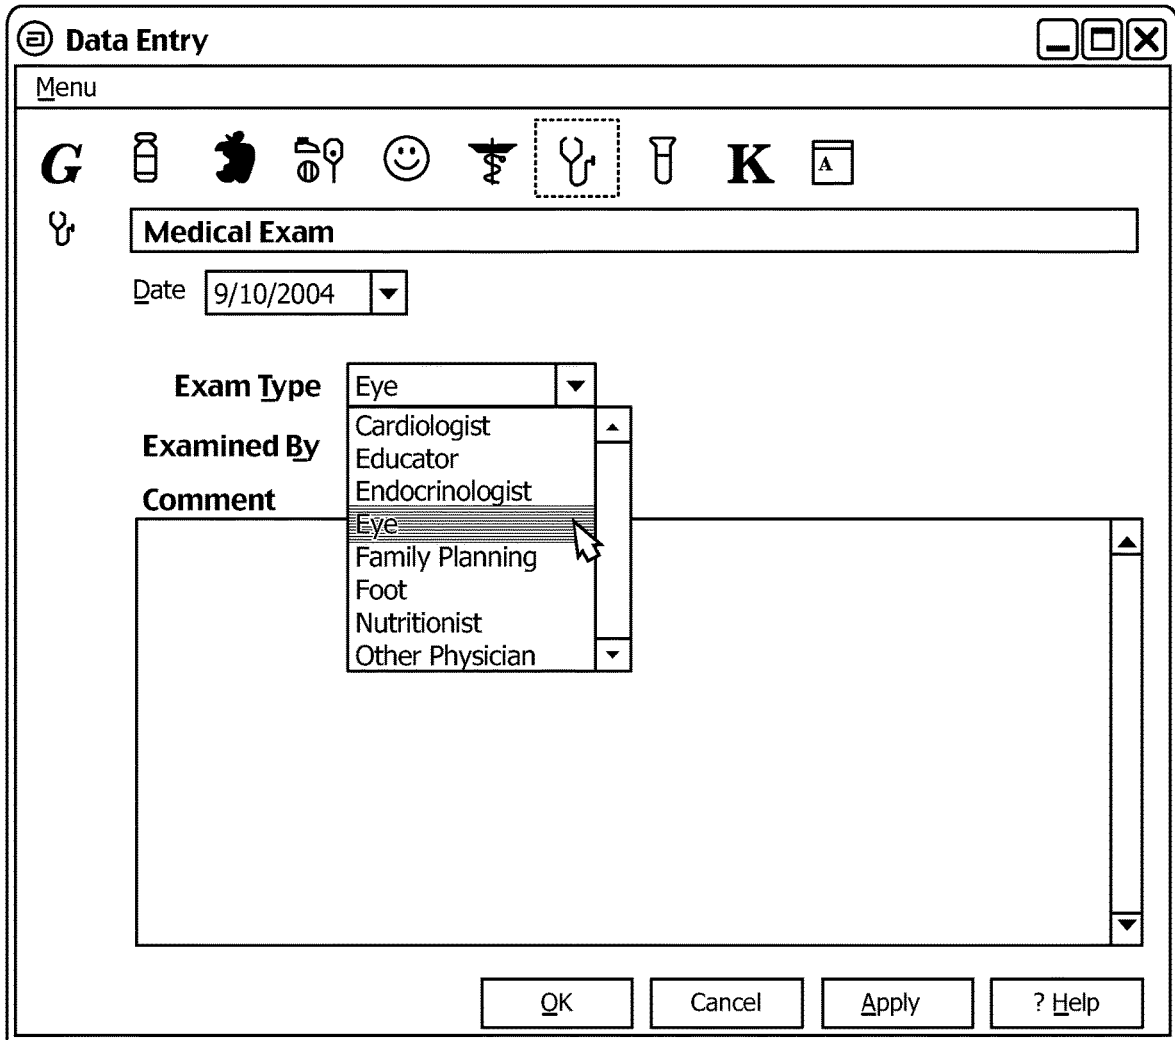 Data Entry
Menu
G K A
Medical Exam
Date 9/10/2004
Exam Type Eye
Cardiologist
Examined By
Educator
Endocrinologist
Comment
Eye
Family Planning
Foot
Nutritionist
Other Physician
OK Cancel Apply ? Help